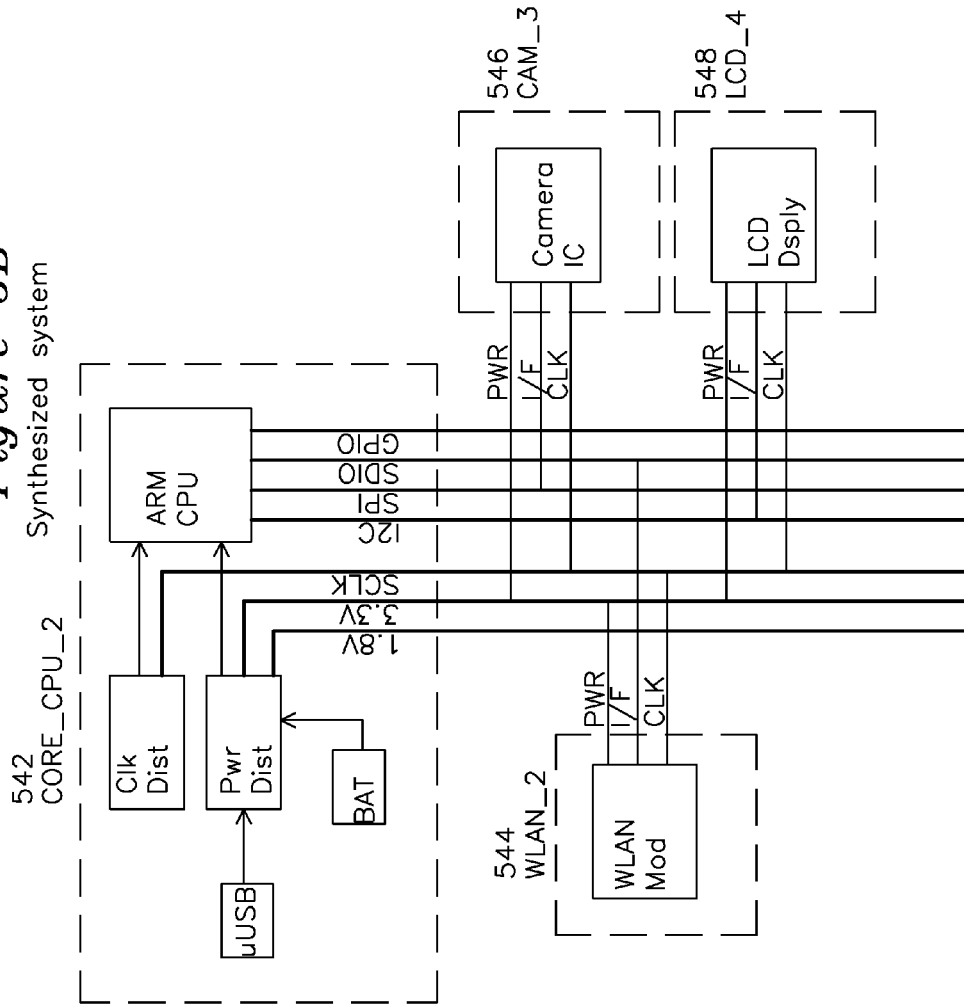 Synthesized system
542
CORE_CPU_2
Clk
Dist
ARM
CPU
Pwr
Dist
uUSB
BAT
1.8V
3.3V
SCLK
I2C
SPI
SDIO
GPIO
544
WLAN_2
WLAN
Mod
PWR
I/F
CLK
546
CAM_3
Camera
IC
PWR
I/F
CLK
548
LCD_4
LCD
Dsply
PWR
I/F
CLK